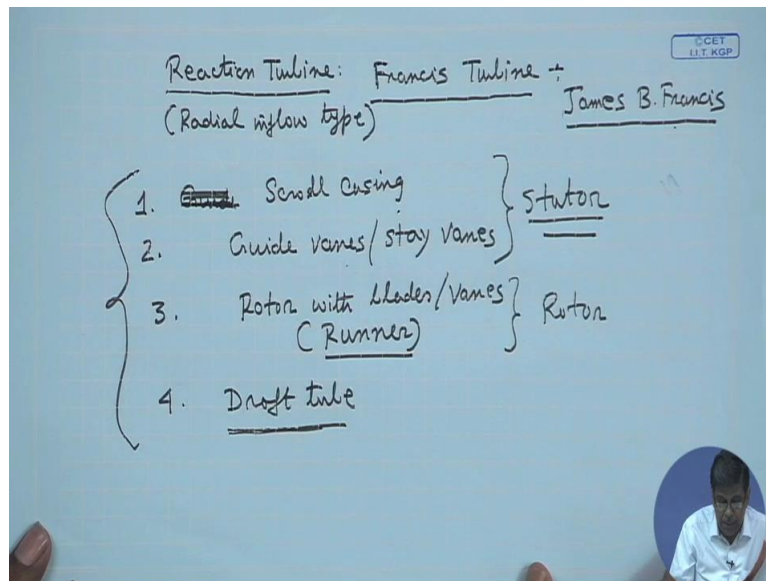 ©CET
I.I.T. KGP
Reaction Turbine: Francis Turbine ÷
(Radial inflow type) James B. Francis
1. Scroll casing
2. Guide vanes/stay vanes } Stator
3. Rotor with blades/vanes } Rotor
(Runner)
4. Draft tube